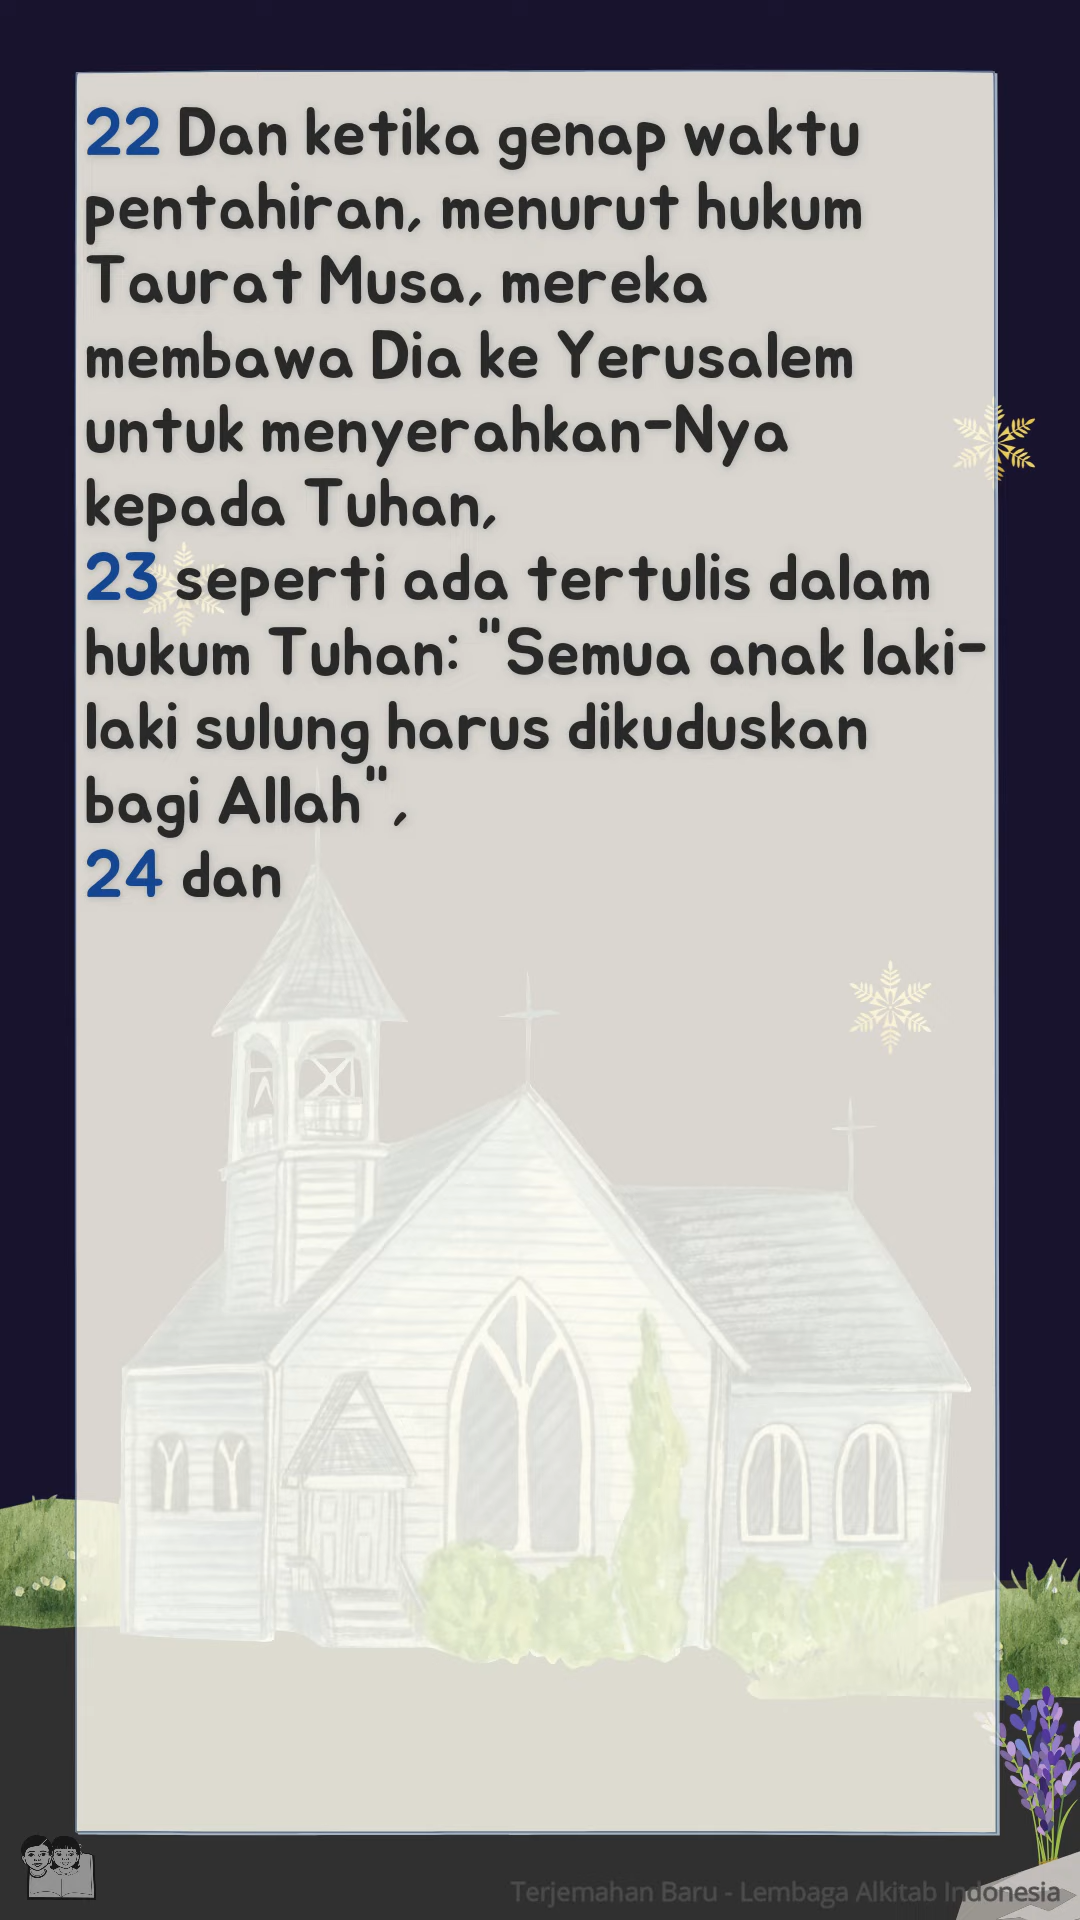 22 Dan ketika genap waktu
pentahiran, menurut hukum
Taurat Musa, mereka
membawa Dia ke Yerusalem
untuk menyerahkan-Nya
kepada Tuhan,
23 seperti ada tertulis dalam
hukum Tuhan: "Semua anak laki-
laki sulung harus dikuduskan
bagi Allah",
24 dan
Terjemahan Baru - Lembaga Alkitab Indonesia